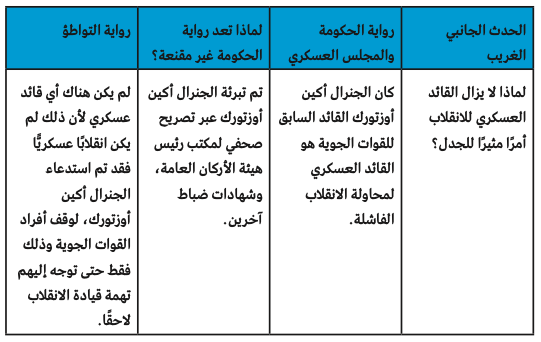 الحدث الجانبي
الغريب
رواية الحكومة
والمجلس العسكري
لماذا تعد رواية
الحكومة غير مقنعة؟
رواية التواطؤ
لماذا لا يزال القائد
العسكري للانقلاب
أمرًا مثيرًا للجدل؟
كان الجنرال أكين
أوزتورك القائد السابق
للقوات الجوية هو
القائد العسكري
لمحاولة الانقلاب
الفاشلة.
تم تبرئة الجنرال أكين
أوزتورك عبر تصريح
صحفي لمكتب رئيس
هيئة الأركان العامة،
وشهادات ضباط
آخرين.
لم يكن هناك أي قائد
عسكري لأن ذلك لم
يكن انقلابًا عسكريًّا
فقد تم استدعاء
الجنرال أكين
أوزتورك، لوقف أفراد
القوات الجوية وذلك
فقط حتى توجه إليهم
تهمة قيادة الانقلاب
لاحقًا.